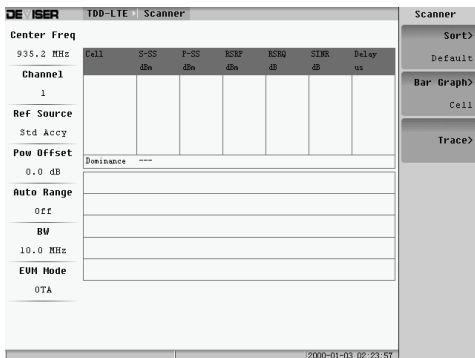 DEVISER TDD-LTE Scanner Scanner
Center Freq
935.2 MHz
Channel
1
Ref Source
Std Accy
Pow Offset
0.0 dB
Auto Range
Off
BW
10.0 MHz
EVM Mode
OTA
Cell S-SS P-SS RSRP RSRQ SINR Delay
dBm dBm dBm dB dB us
Dominance ---
Sort>
Default
Bar Graph>
Cell
Trace>
2000-01-03 02:23:57